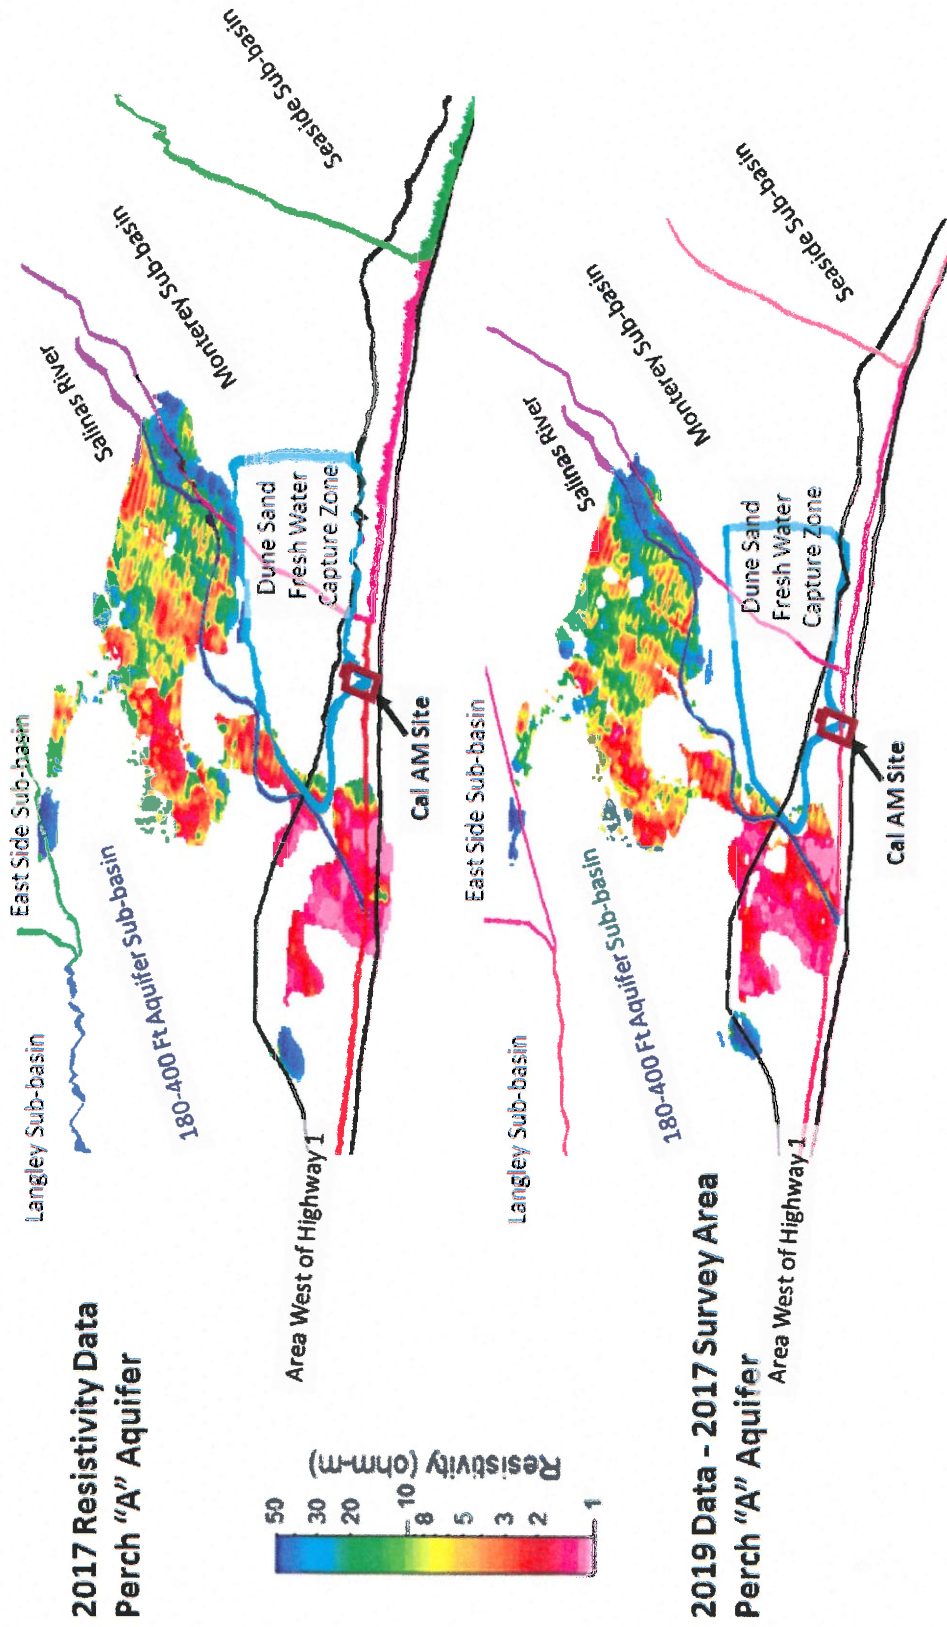 2017 Resistivity Data
Perch “A” Aquifer
Langley Sub-basin
East Side Sub-basin
180-400 Ft Aquifer Sub-basin
Salinas River
Monterey Sub-basin
Seaside Sub-basin
Dune Sand
Fresh Water
Capture Zone
Cal AM Site
Area West of Highway 1
Resistivity (ohm-m)
50
30
20
10
8
5
3
2
1
2019 Data - 2017 Survey Area
Perch “A” Aquifer
Langley Sub-basin
East Side Sub-basin
180-400 Ft Aquifer Sub-basin
Salinas River
Monterey Sub-basin
Seaside Sub-basin
Dune Sand
Fresh Water
Capture Zone
Cal AM Site
Area West of Highway 1